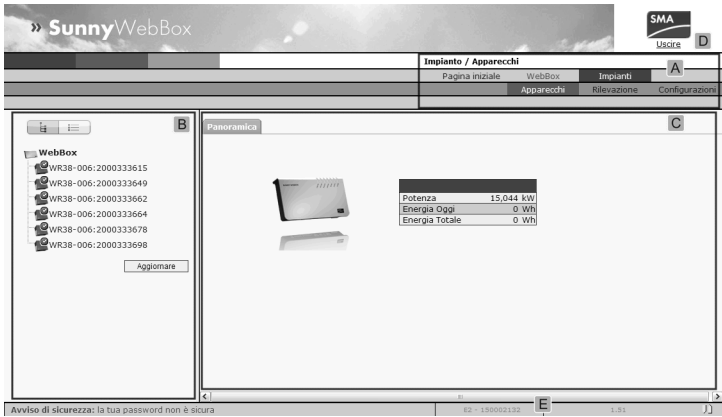 » SunnyWebBox
SMA
Uscire
D
Impianto / Apparecchi
A
Pagina iniziale WebBox Impianti
Apparecchi Rilevazione Configurazioni
B
WebBox
WR38-006:2000333615
WR38-006:2000333649
WR38-006:2000333662
WR38-006:2000333664
WR38-006:2000333678
WR38-006:2000333698
Aggiornare
Panoramica
C
Potenza 15,044 kW
Energia Oggi 0 Wh
Energia Totale 0 Wh
Avviso di sicurezza: la tua password non è sicura
E2 - 150002132
E
1.51